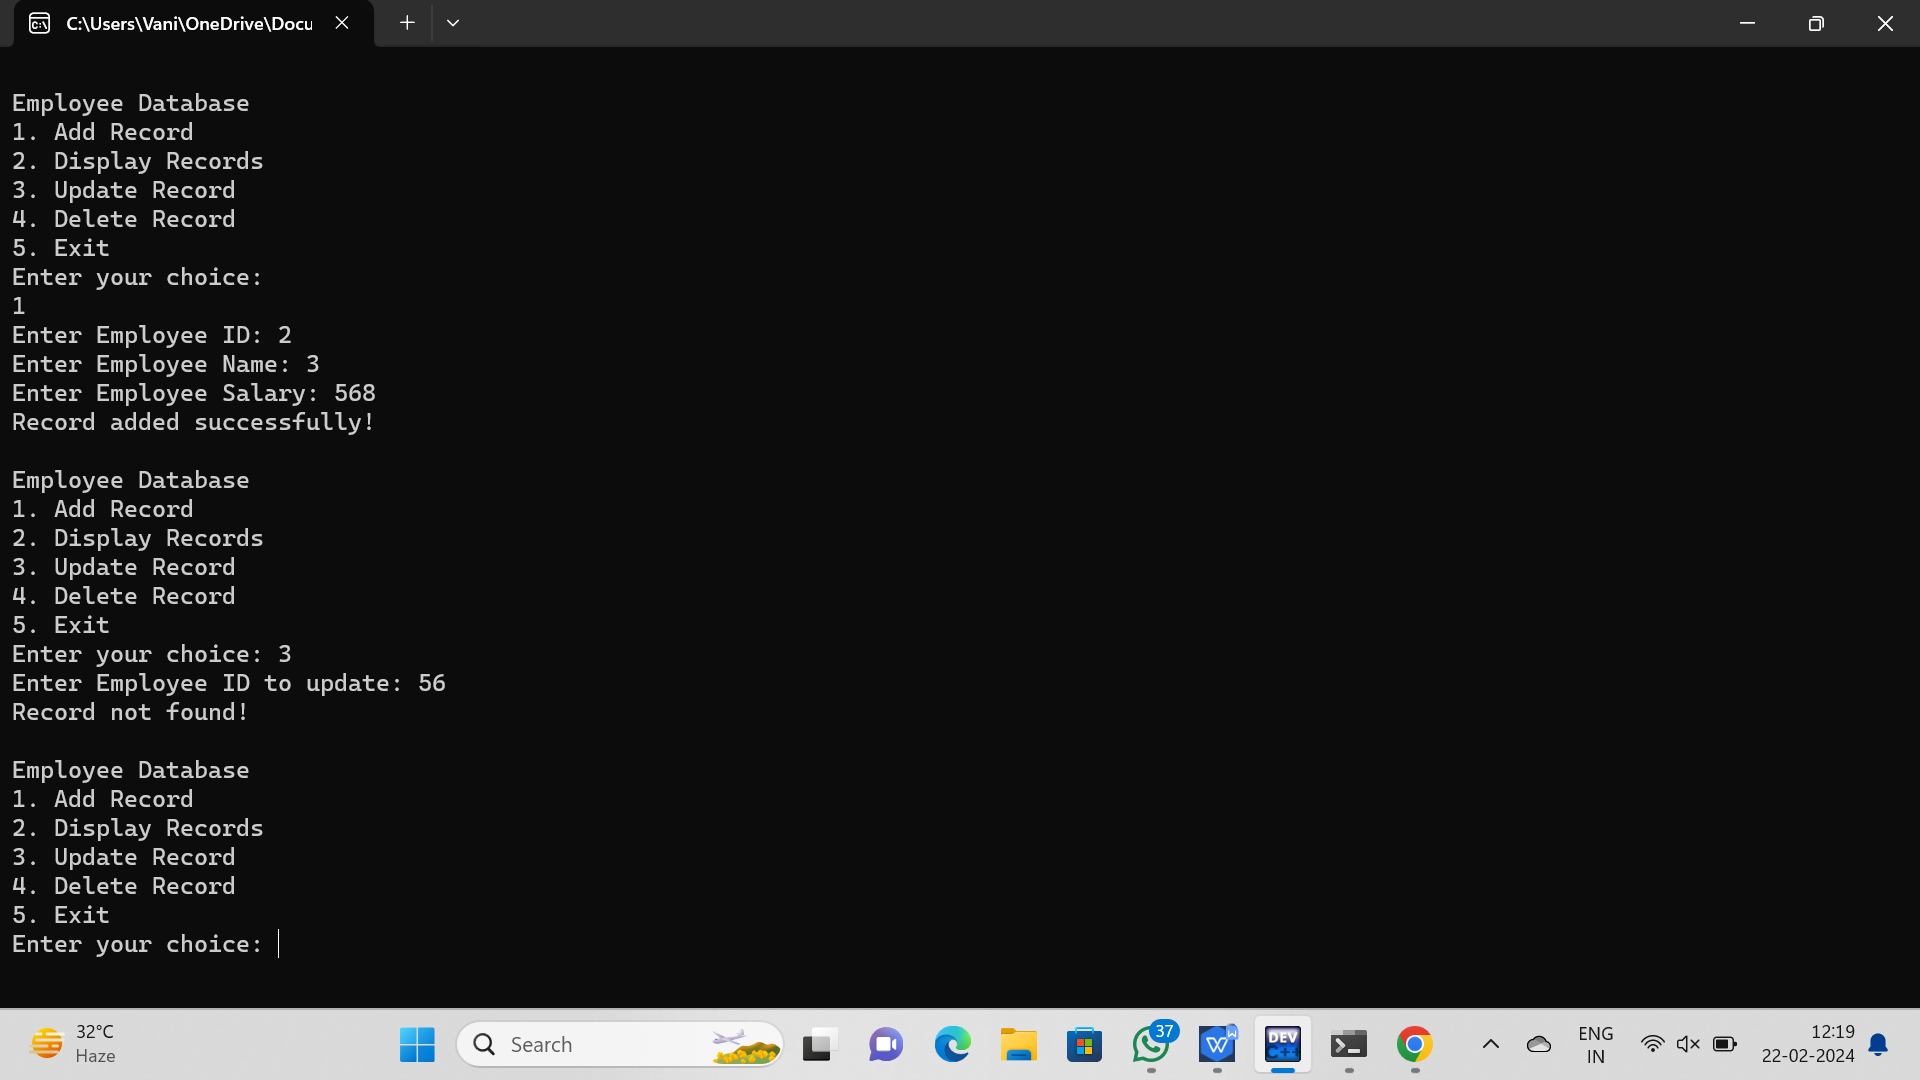 C:\Users\Vani\OneDrive\Docu
Employee Database
1. Add Record
2. Display Records
3. Update Record
4. Delete Record
5. Exit
Enter your choice:
1
Enter Employee ID: 2
Enter Employee Name: 3
Enter Employee Salary: 568
Record added successfully!
Employee Database
1. Add Record
2. Display Records
3. Update Record
4. Delete Record
5. Exit
Enter your choice: 3
Enter Employee ID to update: 56
Record not found!
Employee Database
1. Add Record
2. Display Records
3. Update Record
4. Delete Record
5. Exit
Enter your choice:
32°C
Haze
Search
37
W
DEV
C++
ENG
IN
12:19
22-02-2024